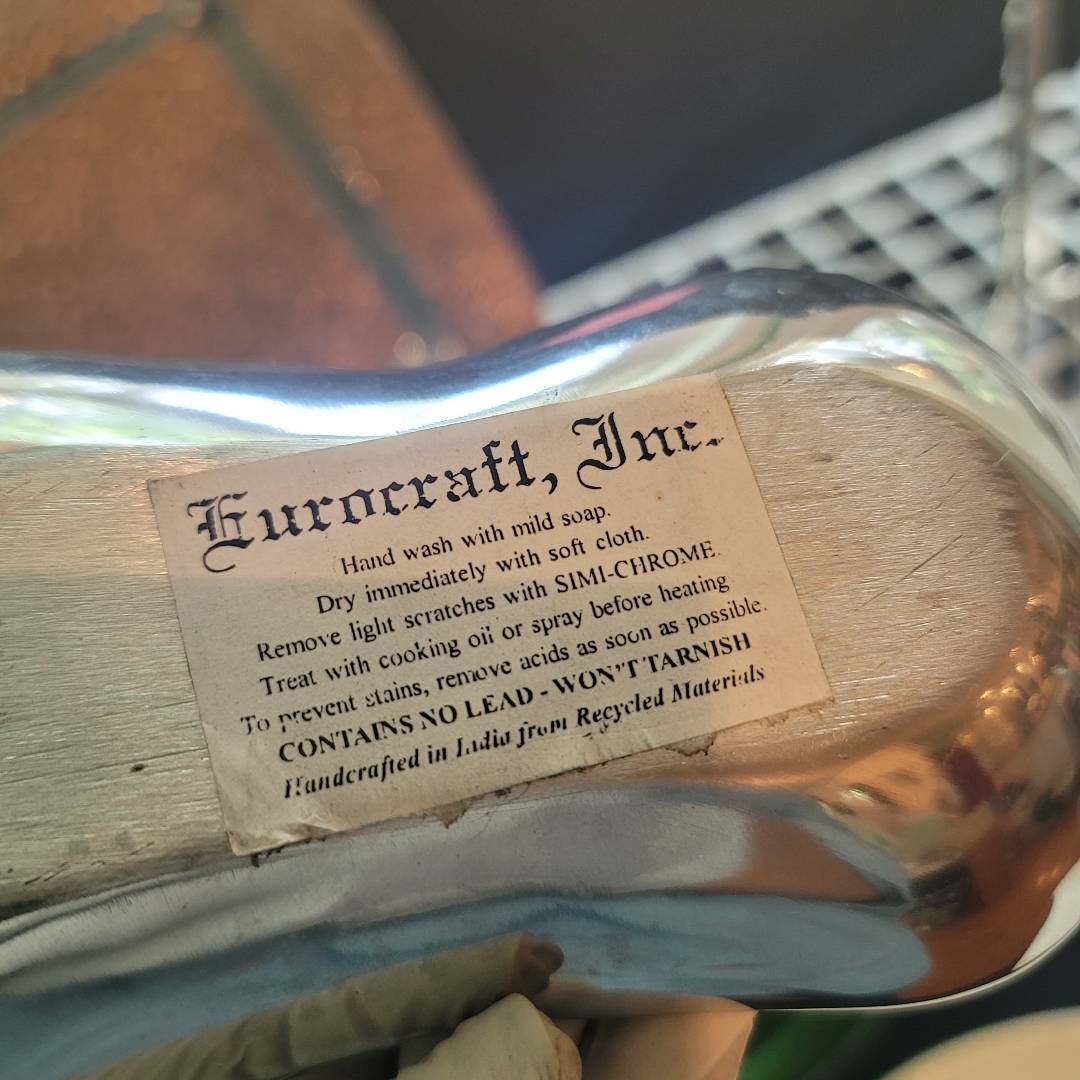 Eurocraft, Inc.
Hand wash with mild soap.
Dry immediately with soft cloth.
Remove light scratches with SIMI-CHROME.
Treat with cooking oil or spray before heating
To prevent stains, remove acids as soon as possible.
CONTAINS NO LEAD - WON'T TARNISH
Handcrafted in India from Recycled Materials